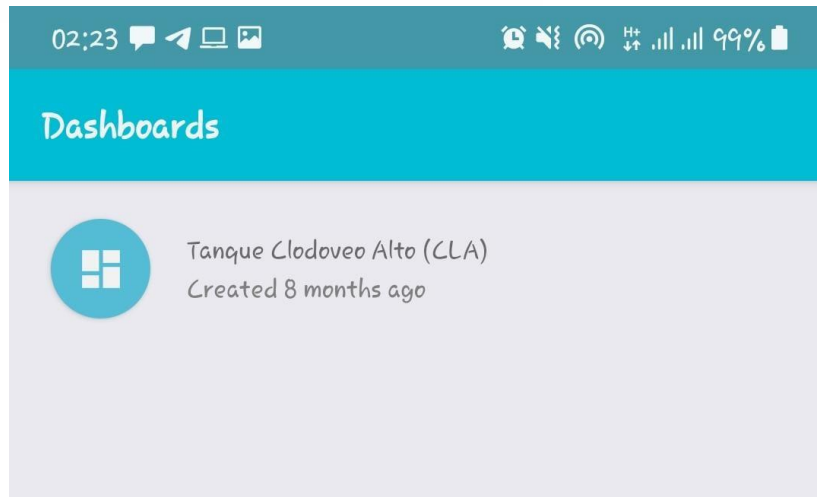 02:23
H+
99%
Dashboards
Tanque Clodoveo Alto (CLA)
Created 8 months ago